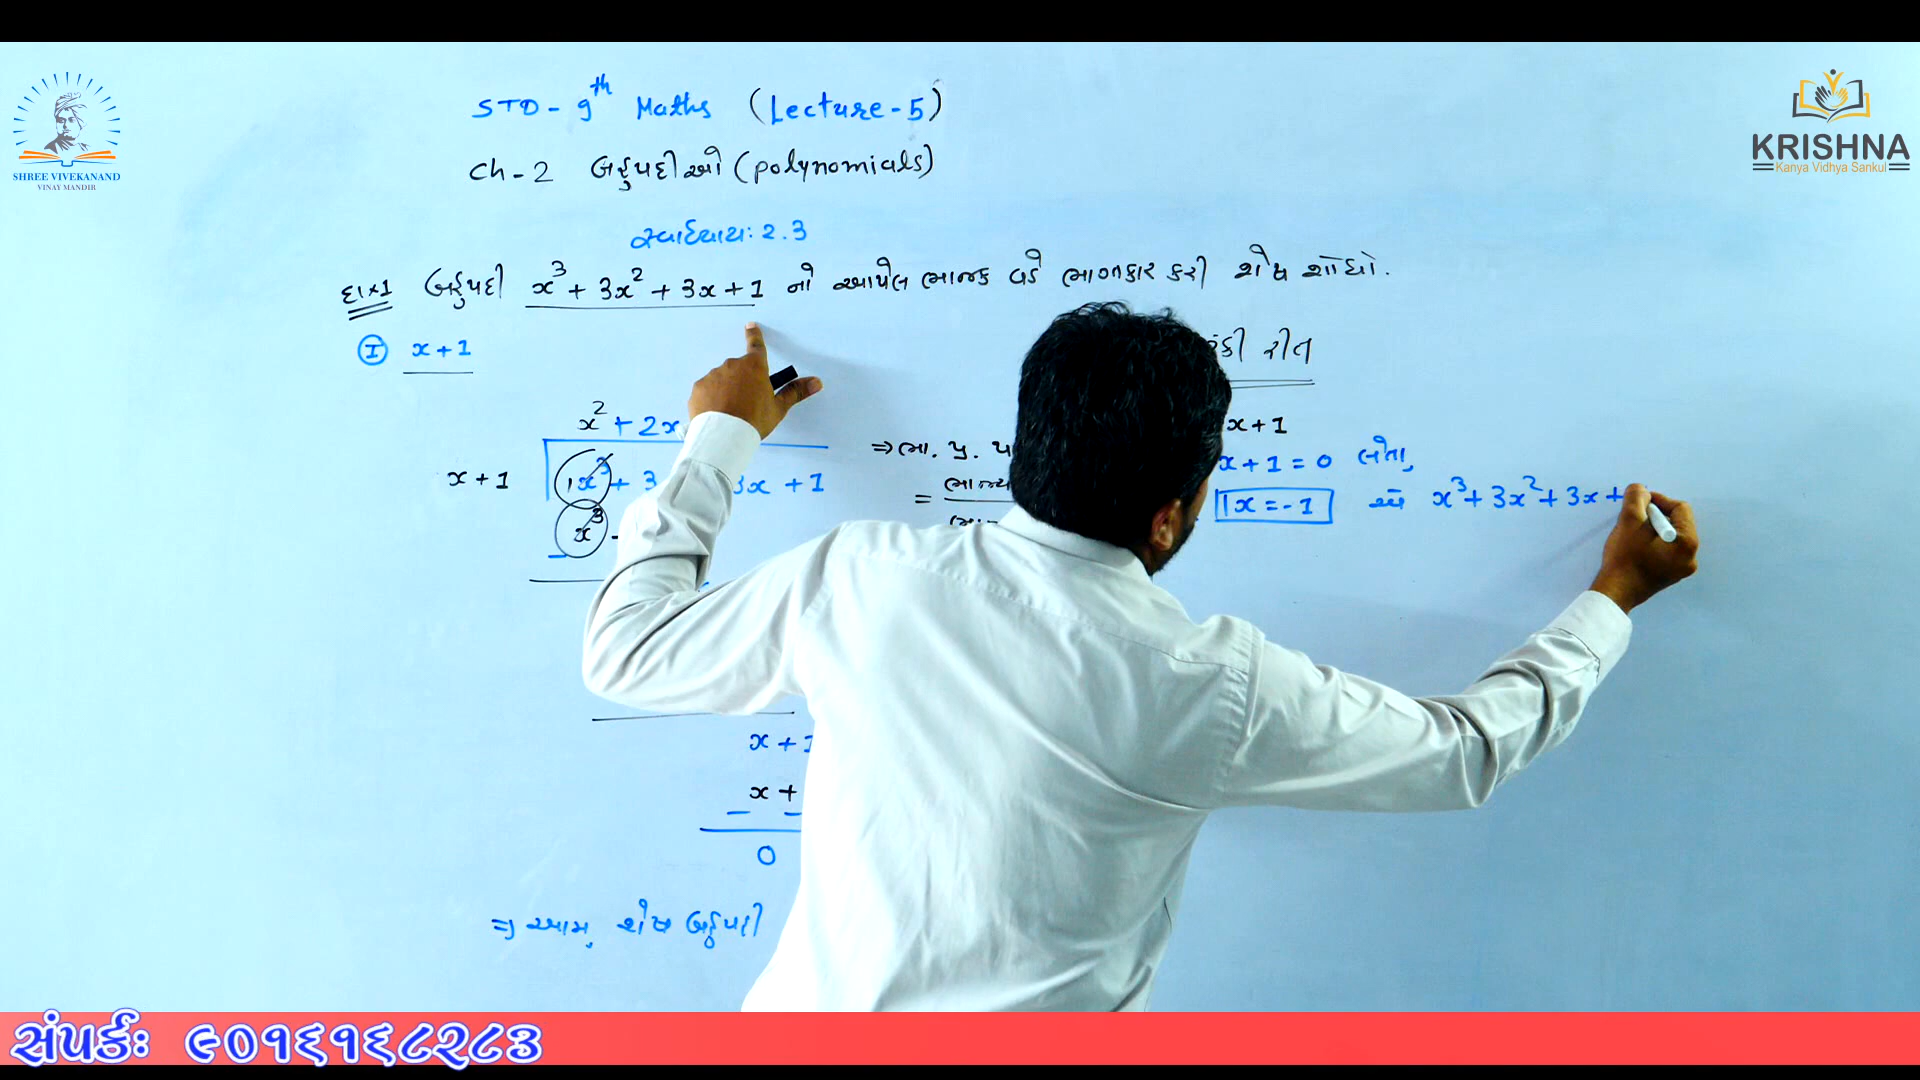 SHREE VIVEKANAND
VINAY MANDIR
KRISHNA
Kanya Vidhya Sankul
STD - 9th Maths (Lecture-5)
Ch-2 બહુપદીઓ (polynomials)
સ્વાધ્યાય: 2.3
દા×1 બહુપદી x³ + 3x² + 3x + 1 નો આપેલ ભાજક વડે ભાગાકાર કરી શેષ શોધો.
I x+1
રીત
x² + 2x
x+1
x+1 x³ + 3 3x + 1
⇒ ભા. પ્ર. પ
x+1=0 લેતા,
= ભાજ્ય
x=-1 x³+3x²+3x+
x³
x+1
x+
0
⇒ આમ, શેષ બહુપદી
સંપર્કઃ ૯૦૧૬૧૬૮૨૮૩